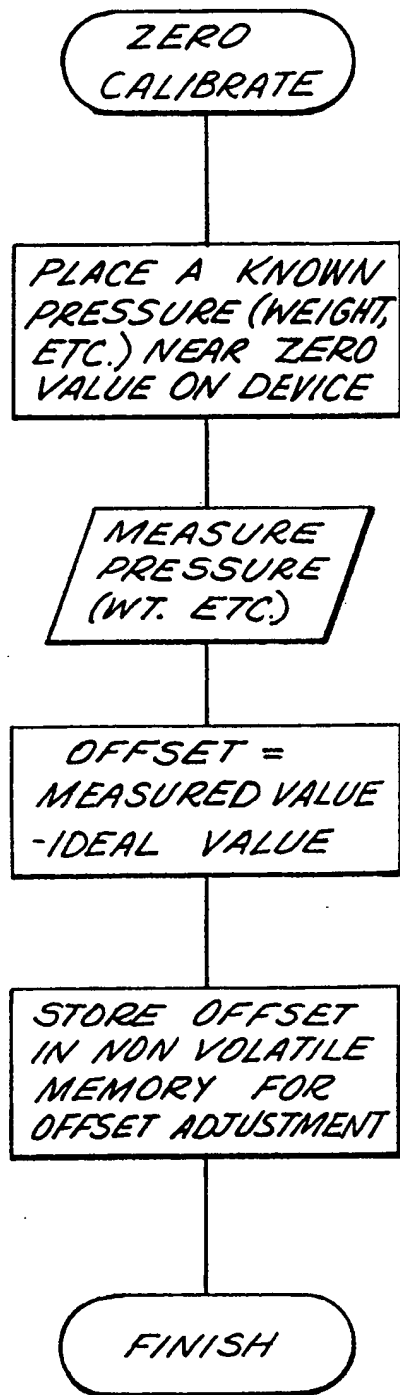 ZERO
CALIBRATE
PLACE A KNOWN
PRESSURE (WEIGHT,
ETC.) NEAR ZERO
VALUE ON DEVICE
MEASURE
PRESSURE
(WT. ETC.)
OFFSET =
MEASURED VALUE
-IDEAL VALUE
STORE OFFSET
IN NON VOLATILE
MEMORY FOR
OFFSET ADJUSTMENT
FINISH